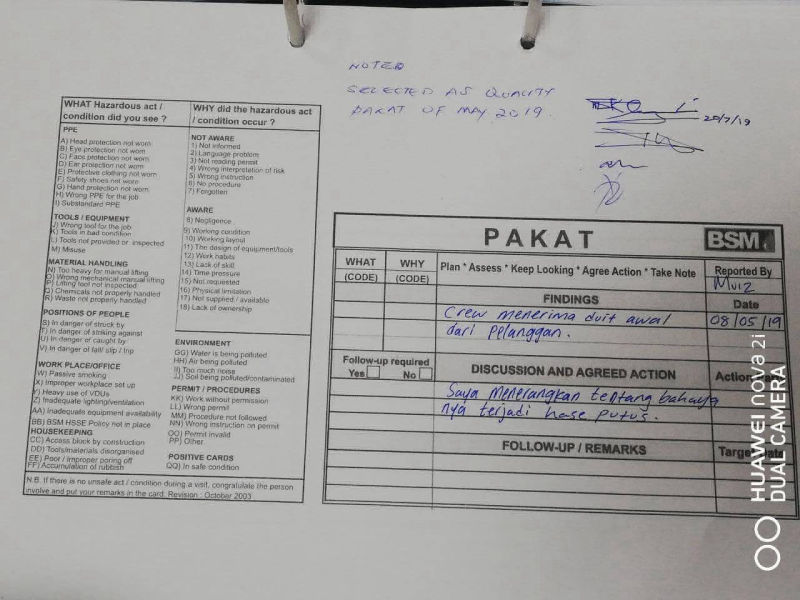 NOTED
SELECTED AS QUALITY
PAKAT OF MAY 2019.
20/7/19
WHAT Hazardous act / condition did you see ?
PPE
A) Head protection not worn
B) Eye protection not worn
C) Face protection not worn
D) Ear protection not worn
E) Protective clothing not worn
F) Safety shoes not worn
G) Hand protection not worn
H) Wrong PPE for the job
I) Substandard PPE
TOOLS / EQUIPMENT
J) Wrong tool for the job
K) Tools in bad condition
L) Tools not provided or inspected
M) Misuse
MATERIAL HANDLING
N) Too heavy for manual lifting
O) Wrong mechanical manual lifting
P) Lifting tool not inspected
Q) Chemicals not properly handled
R) Waste not properly handled
POSITIONS OF PEOPLE
S) In danger of struck by
T) In danger of striking against
U) In danger of caught by
V) In danger of fall/ slip / trip
WORK PLACE/OFFICE
W) Passive smoking
X) Improper workplace set up
Y) Heavy use of VDUs
Z) Inadequate lighting/ventilation
AA) Inadequate equipment availability
BB) BSM HSSE Policy not in place
HOUSEKEEPING
CC) Access block by construction
DD) Tools/materials disorganised
EE) Poor / improper poring off
FF) Accumulation of rubbish
WHY did the hazardous act / condition occur ?
NOT AWARE
1) Not informed
2) Language problem
3) Not reading permit
4) Wrong interpretation of risk
5) Wrong instruction
6) No procedure
7) Forgotten
AWARE
8) Negligence
9) Working condition
10) Working layout
11) The design of equipment/tools
12) Work habits
13) Lack of skill
14) Time pressure
15) Not requested
16) Physical limitation
17) Not supplied / available
18) Lack of ownership
ENVIRONMENT
GG) Water is being polluted
HH) Air being polluted
II) Too much noise
JJ) Soil being polluted/contaminated
PERMIT / PROCEDURES
KK) Work without permission
LL) Wrong permit
MM) Procedure not followed
NN) Wrong instruction on permit
OO) Permit invalid
PP) Other.
POSITIVE CARDS
QQ) In safe condition
N.B. If there is no unsafe act / condition during a visit, congratulate the person
involve and put your remarks in the card. Revision : October 2003
PAKAT
BSM
WHAT (CODE)
WHY (CODE)
Plan * Assess * Keep Looking * Agree Action * Take Note
Reported By
Muiz
FINDINGS
Date
08/05/19
Crew menerima duit awal
dari Pelanggan.
Follow-up required
Yes No
DISCUSSION AND AGREED ACTION
Saya menerangkan tentang bahaya
nya terjadi hose putus.
FOLLOW-UP / REMARKS
HUAWEI nova 2i
DUAL CAMERA